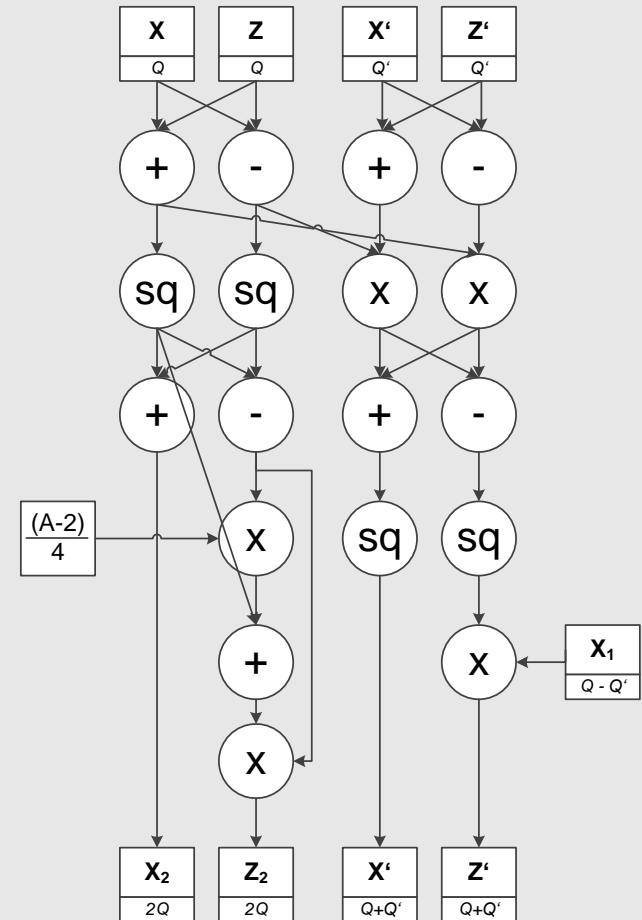 X Z X‘ Z‘
Q Q Q‘ Q‘
+ - + -
sq sq x x
+ - + -
(A-2)
4
x sq sq
+ x
X₁
Q - Q‘
x
X₂ Z₂ X‘ Z‘
2Q 2Q Q+Q‘ Q+Q‘